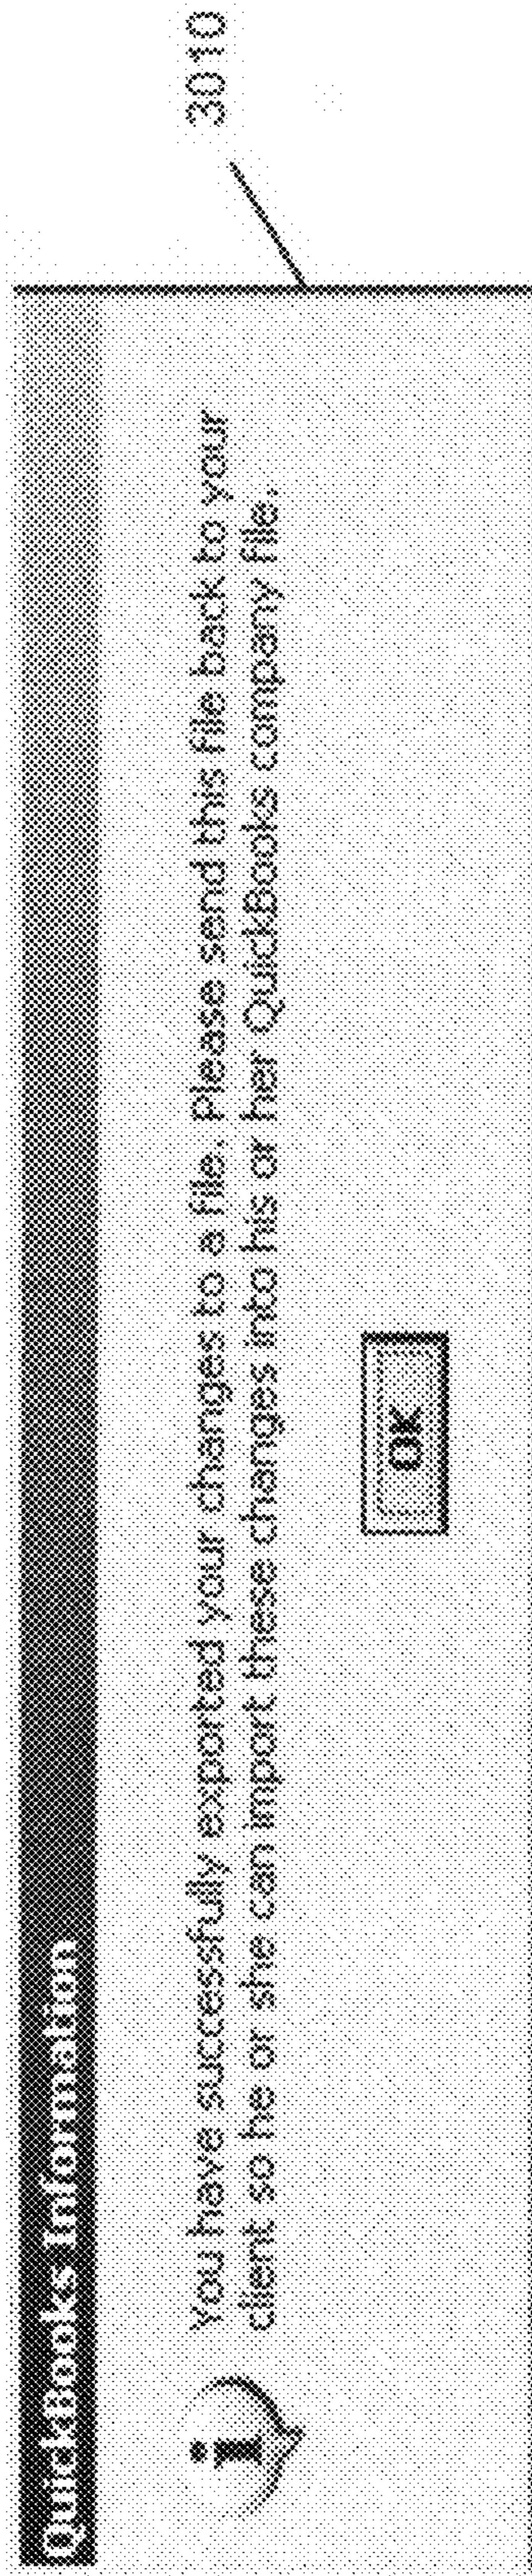 QuickBooks Information
i
You have successfully exported your changes to a file. Please send this file back to your
client so he or she can import these changes into his or her QuickBooks company file.
OK
3010